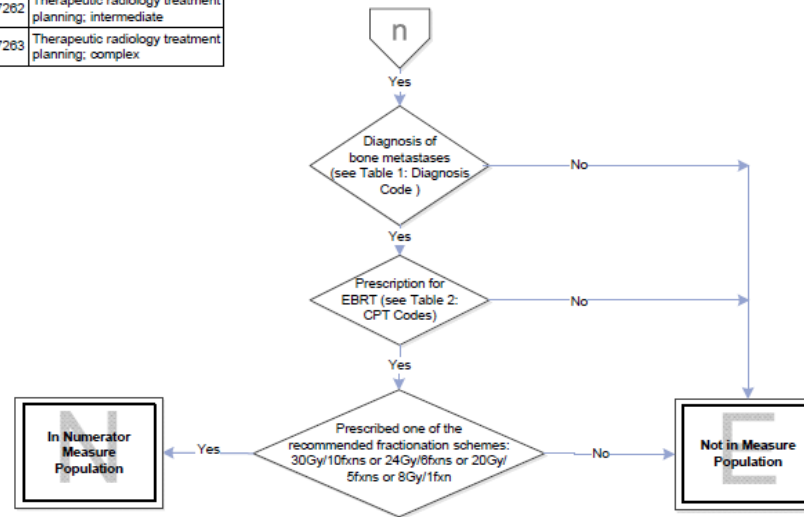 7262 Therapeutic radiology treatment
planning; intermediate
7263 Therapeutic radiology treatment
planning; complex
n
Yes
Diagnosis of
bone metastases
(see Table 1: Diagnosis
Code )
No
Yes
Prescription for
EBRT (see Table 2:
CPT Codes)
No
Yes
Prescribed one of the
recommended fractionation schemes:
30Gy/10fxns or 24Gy/6fxns or 20Gy/
5fxns or 8Gy/1fxn
Yes
No
N
In Numerator
Measure
Population
E
Not in Measure
Population